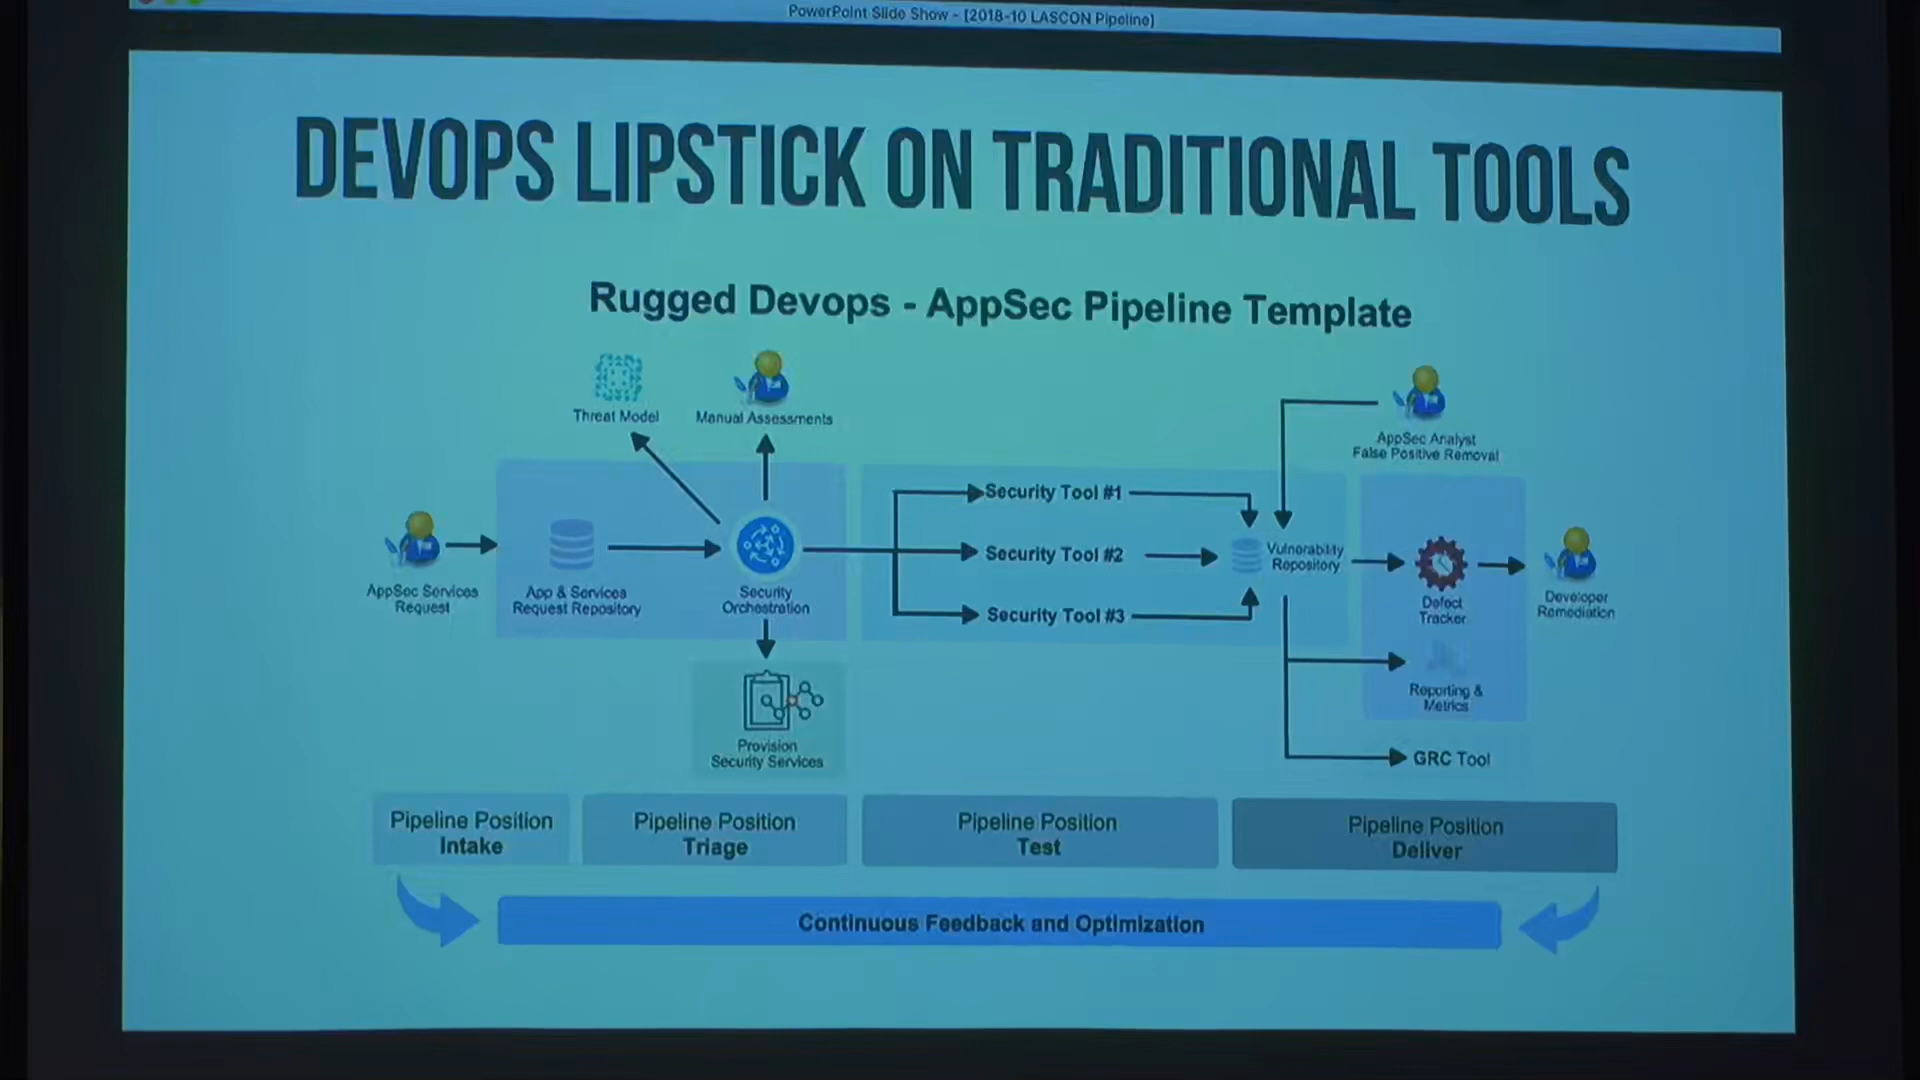 PowerPoint Slide Show - [2018-10 LASCON Pipeline]
DEVOPS LIPSTICK ON TRADITIONAL TOOLS
Rugged Devops - AppSec Pipeline Template
Threat Model
Manual Assessments
AppSec Analyst
False Positive Removal
Security Tool #1
Security Tool #2
Security Tool #3
Vulnerability
Repository
AppSec Services
Request
App & Services
Request Repository
Security
Orchestration
Defect
Tracker
Developer
Remediation
Reporting &
Metrics
Provision
Security Services
GRC Tool
Pipeline Position
Intake
Pipeline Position
Triage
Pipeline Position
Test
Pipeline Position
Deliver
Continuous Feedback and Optimization